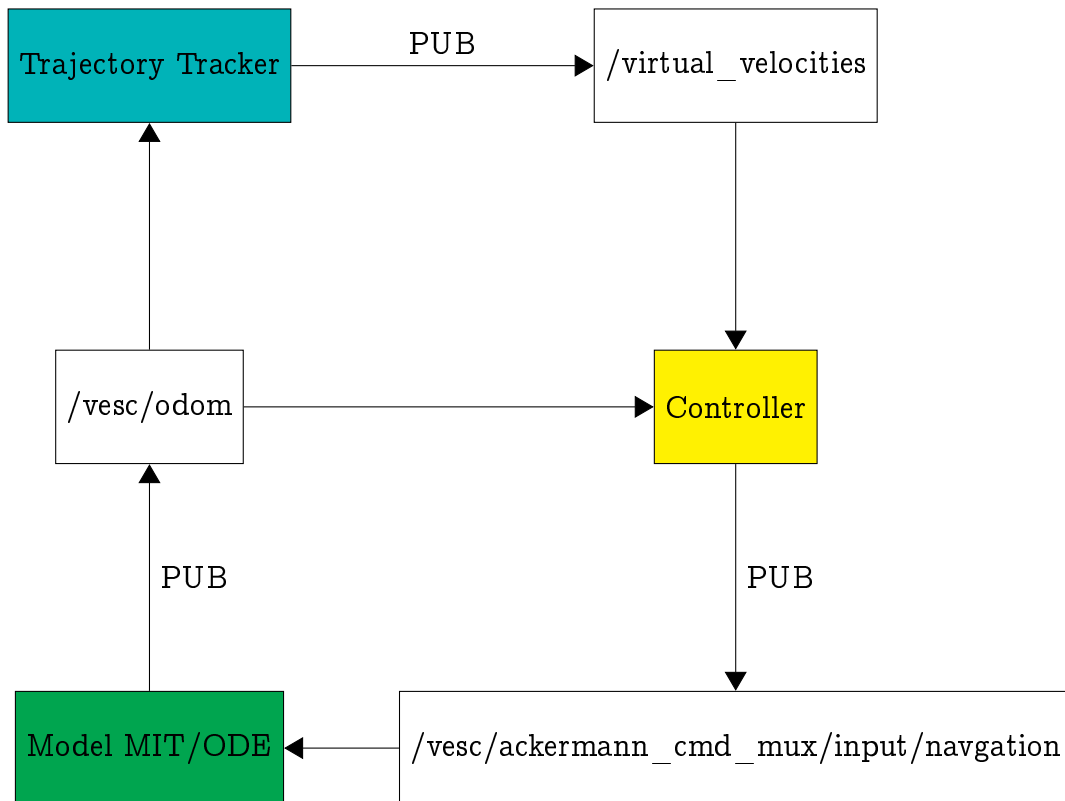 Trajectory Tracker
PUB
/virtual_velocities
/vesc/odom
Controller
PUB
PUB
Model MIT/ODE
/vesc/ackermann_cmd_mux/input/navgation